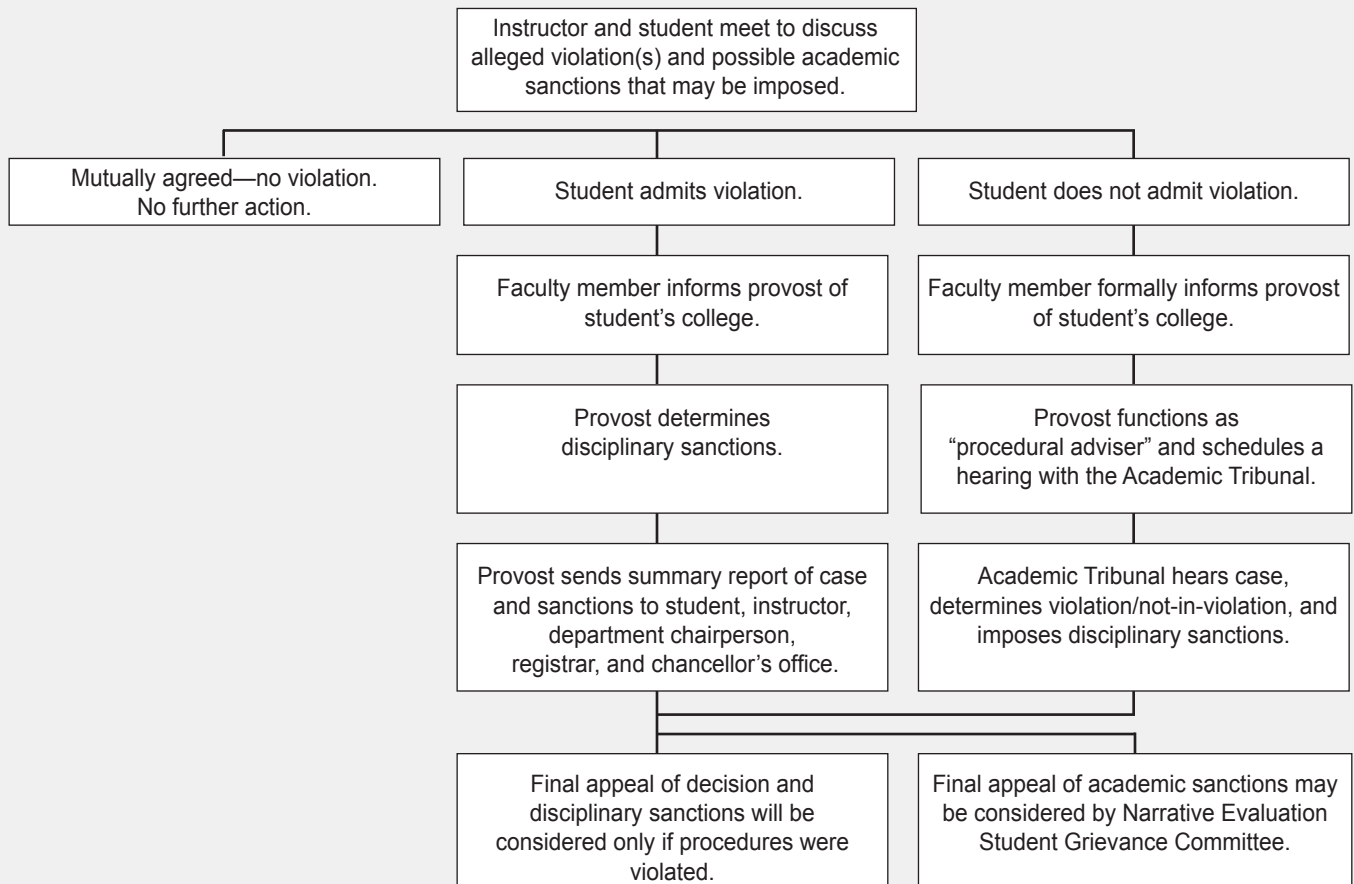 Instructor and student meet to discuss
alleged violation(s) and possible academic
sanctions that may be imposed.
Mutually agreed—no violation.
No further action.
Student admits violation.
Student does not admit violation.
Faculty member informs provost of
student’s college.
Faculty member formally informs provost
of student’s college.
Provost determines
disciplinary sanctions.
Provost functions as
“procedural adviser” and schedules a
hearing with the Academic Tribunal.
Provost sends summary report of case
and sanctions to student, instructor,
department chairperson,
registrar, and chancellor’s office.
Academic Tribunal hears case,
determines violation/not-in-violation, and
imposes disciplinary sanctions.
Final appeal of decision and
disciplinary sanctions will be
considered only if procedures were
violated.
Final appeal of academic sanctions may
be considered by Narrative Evaluation
Student Grievance Committee.